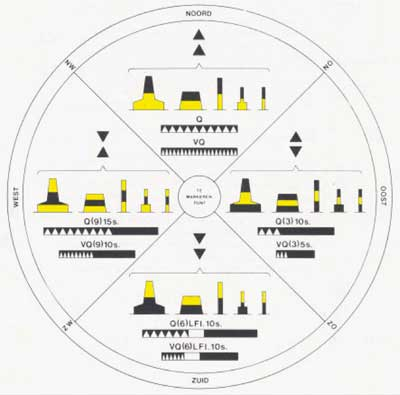 NOORD
NW
NO
Q
VQ
WEST
OOST
TE
MARKEREN
PUNT
Q(9)15s.
VQ(9)10s.
Q(3)10s.
VQ(3)5s.
Q(6)LFl.10s.
VQ(6)LFl.10s.
ZW
ZO
ZUID